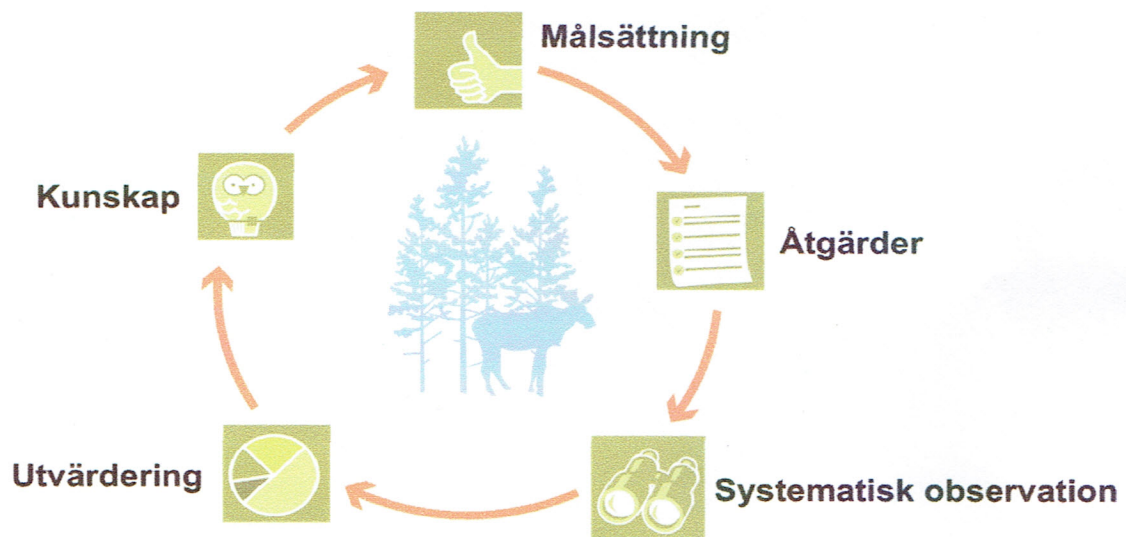 Målsättning
Åtgärder
Systematisk observation
Utvärdering
Kunskap